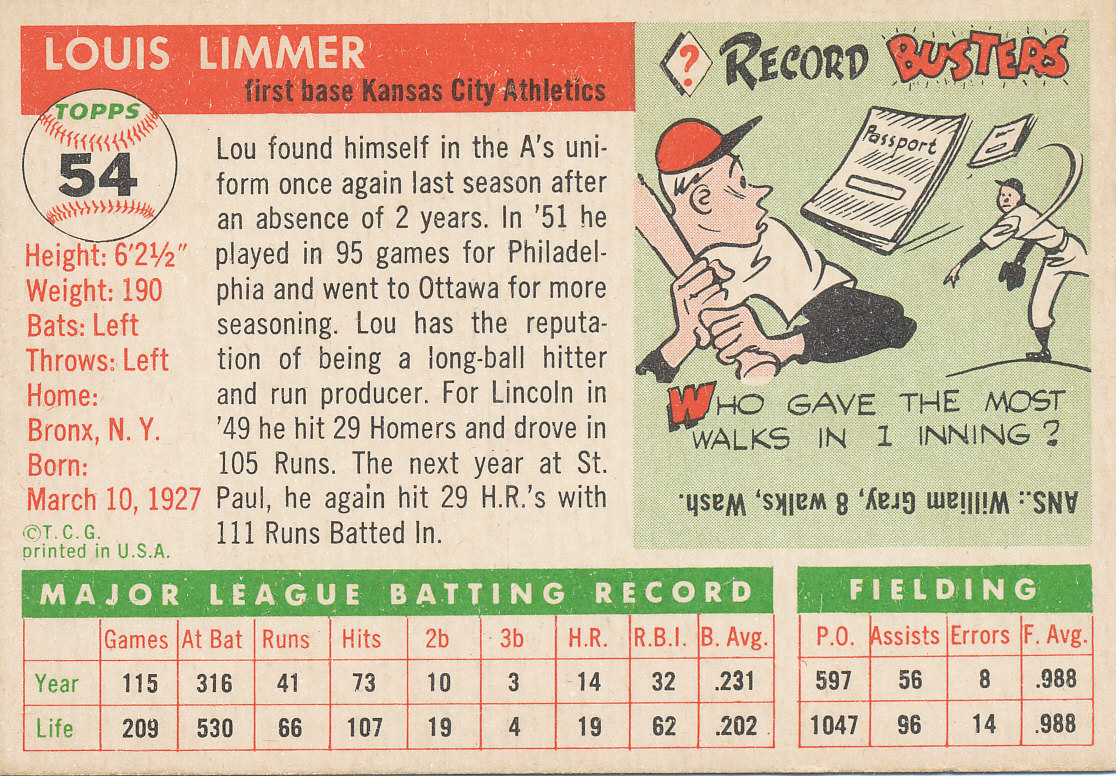 LOUIS LIMMER
first base Kansas City Athletics
TOPPS
54
Height: 6'2½"
Weight: 190
Bats: Left
Throws: Left
Home:
Bronx, N. Y.
Born:
March 10, 1927
©T. C. G.
printed in U.S.A.
Lou found himself in the A's uni-
form once again last season after
an absence of 2 years. In '51 he
played in 95 games for Philadel-
phia and went to Ottawa for more
seasoning. Lou has the reputa-
tion of being a long-ball hitter
and run producer. For Lincoln in
'49 he hit 29 Homers and drove in
105 Runs. The next year at St.
Paul, he again hit 29 H.R.'s with
111 Runs Batted In.
? RECORD BUSTERS
Passport
WHO GAVE THE MOST
WALKS IN 1 INNING?
ANS.: William Gray, 8 walks, Wash.
MAJOR LEAGUE BATTING RECORD
Games At Bat Runs Hits 2b 3b H.R. R.B.I. B. Avg.
Year 115 316 41 73 10 3 14 32 .231
Life 209 530 66 107 19 4 19 62 .202
FIELDING
P.O. Assists Errors F. Avg.
597 56 8 .988
1047 96 14 .988